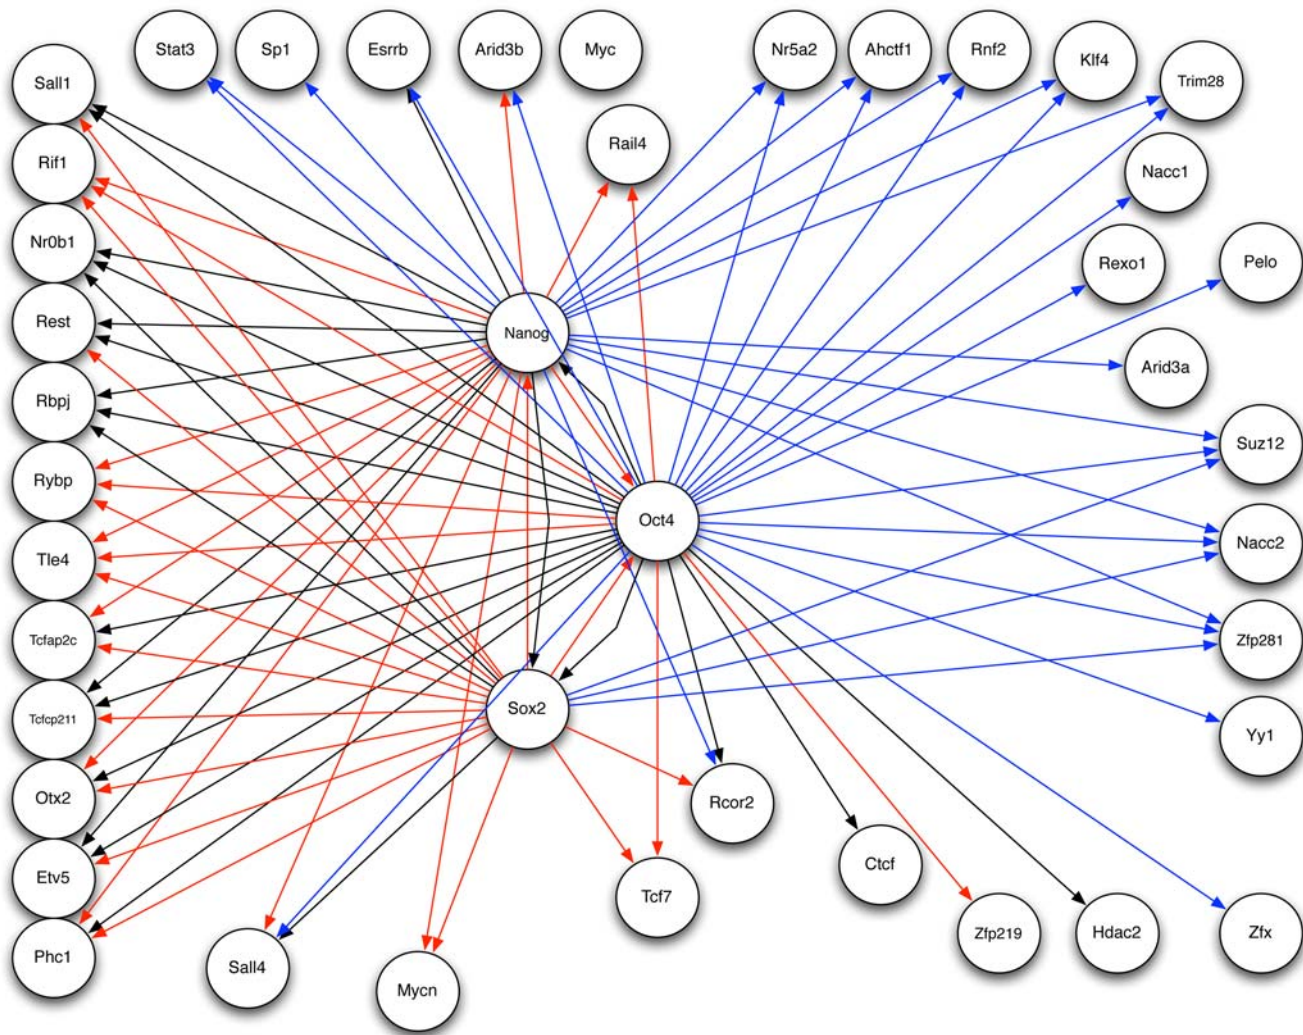 Stat3
Sp1
Esrrb
Arid3b
Myc
Nr5a2
Ahctf1
Rnf2
Klf4
Trim28
Sall1
Rail4
Rif1
Nacc1
Nr0b1
Rexo1
Pelo
Rest
Nanog
Arid3a
Rbpj
Suz12
Rybp
Oct4
Nacc2
Tle4
Tcfap2c
Zfp281
Tcfcp211
Sox2
Yy1
Otx2
Rcor2
Etv5
Ctcf
Tcf7
Phc1
Sall4
Mycn
Zfp219
Hdac2
Zfx